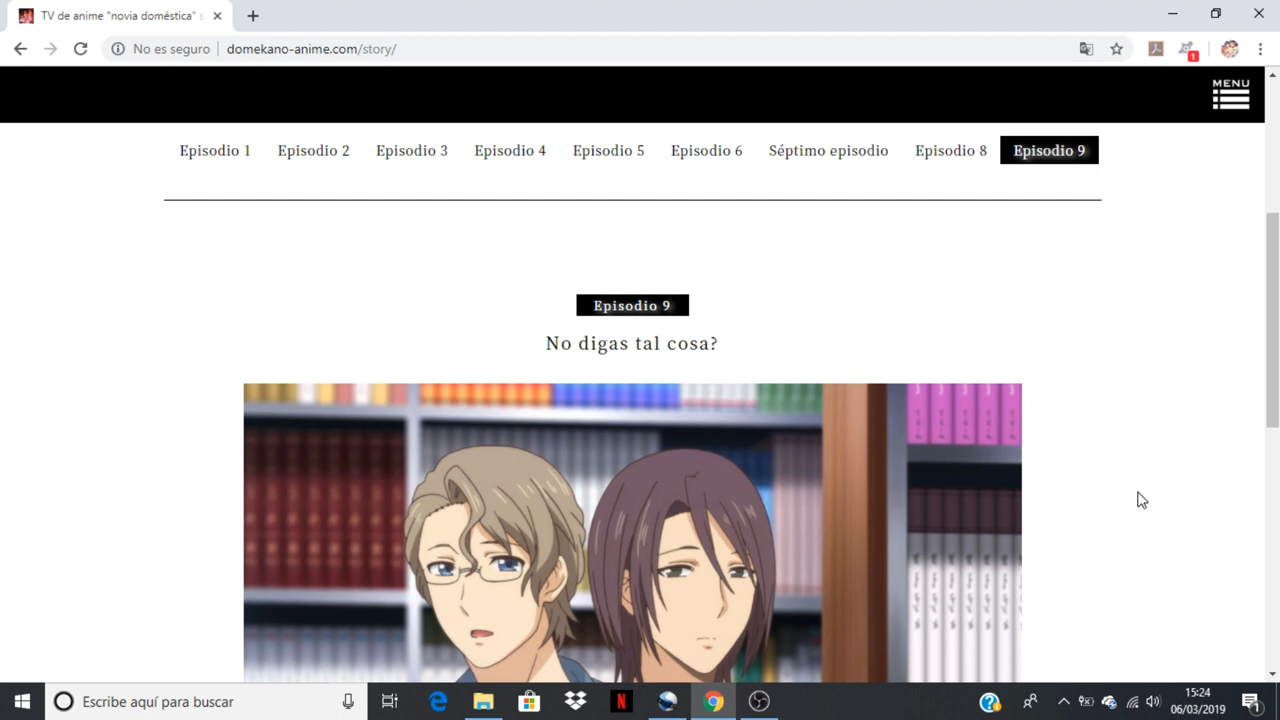 TV de anime "novia doméstica" s
No es seguro
domekano-anime.com/story/
1
MENU
Episodio 1
Episodio 2
Episodio 3
Episodio 4
Episodio 5
Episodio 6
Séptimo episodio
Episodio 8
Episodio 9
Episodio 9
No digas tal cosa?
Escribe aquí para buscar
N
15:24
06/03/2019
1